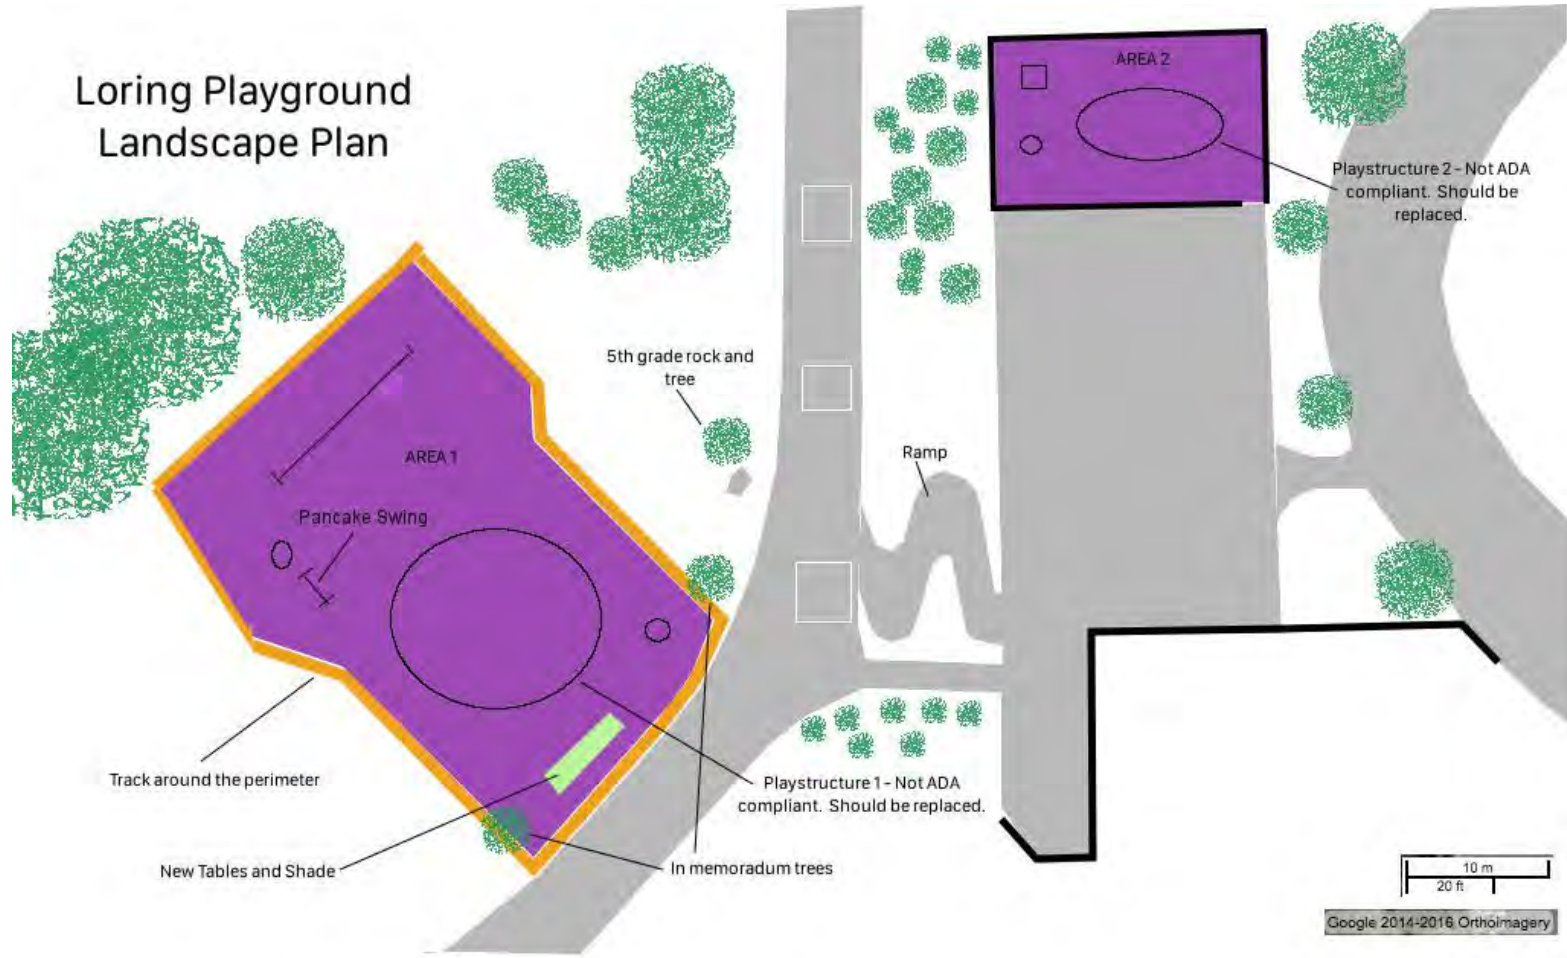 Loring Playground
Landscape Plan
AREA 2
Playstructure 2 - Not ADA
compliant. Should be
replaced.
5th grade rock and
tree
Ramp
AREA 1
Pancake Swing
Track around the perimeter
Playstructure 1 - Not ADA
compliant. Should be replaced.
New Tables and Shade
In memoradum trees
10 m
20 ft
Google 2014-2016 Orthoimagery